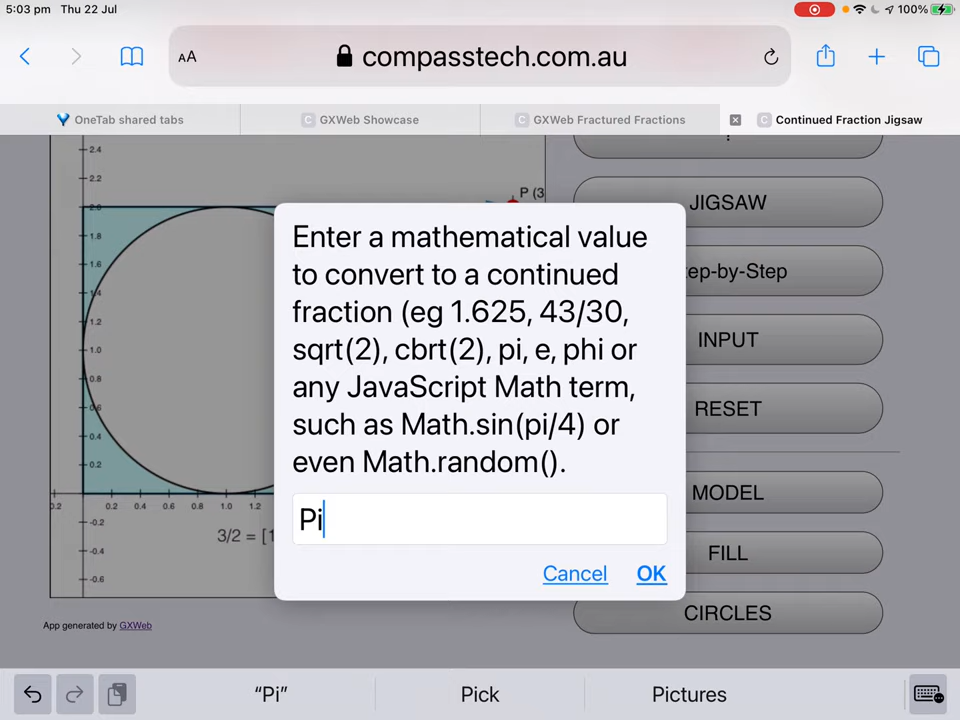 5:03 pm Thu 22 Jul
100%
AA
compasstech.com.au
OneTab shared tabs
C GXWeb Showcase
C GXWeb Fractured Fractions
C Continued Fraction Jigsaw
2.4
2.2
2.0
1.8
1.6
1.4
1.2
1.0
0.8
0.6
0.4
0.2
0.2 0.2 0.4 0.6 0.8 1.0 1.2
-0.2
-0.4
-0.6
P (3
3/2 = [1
JIGSAW
ep-by-Step
INPUT
RESET
MODEL
FILL
CIRCLES
Enter a mathematical value
to convert to a continued
fraction (eg 1.625, 43/30,
sqrt(2), cbrt(2), pi, e, phi or
any JavaScript Math term,
such as Math.sin(pi/4) or
even Math.random().
Pi
Cancel OK
App generated by GXWeb
“Pi” Pick Pictures